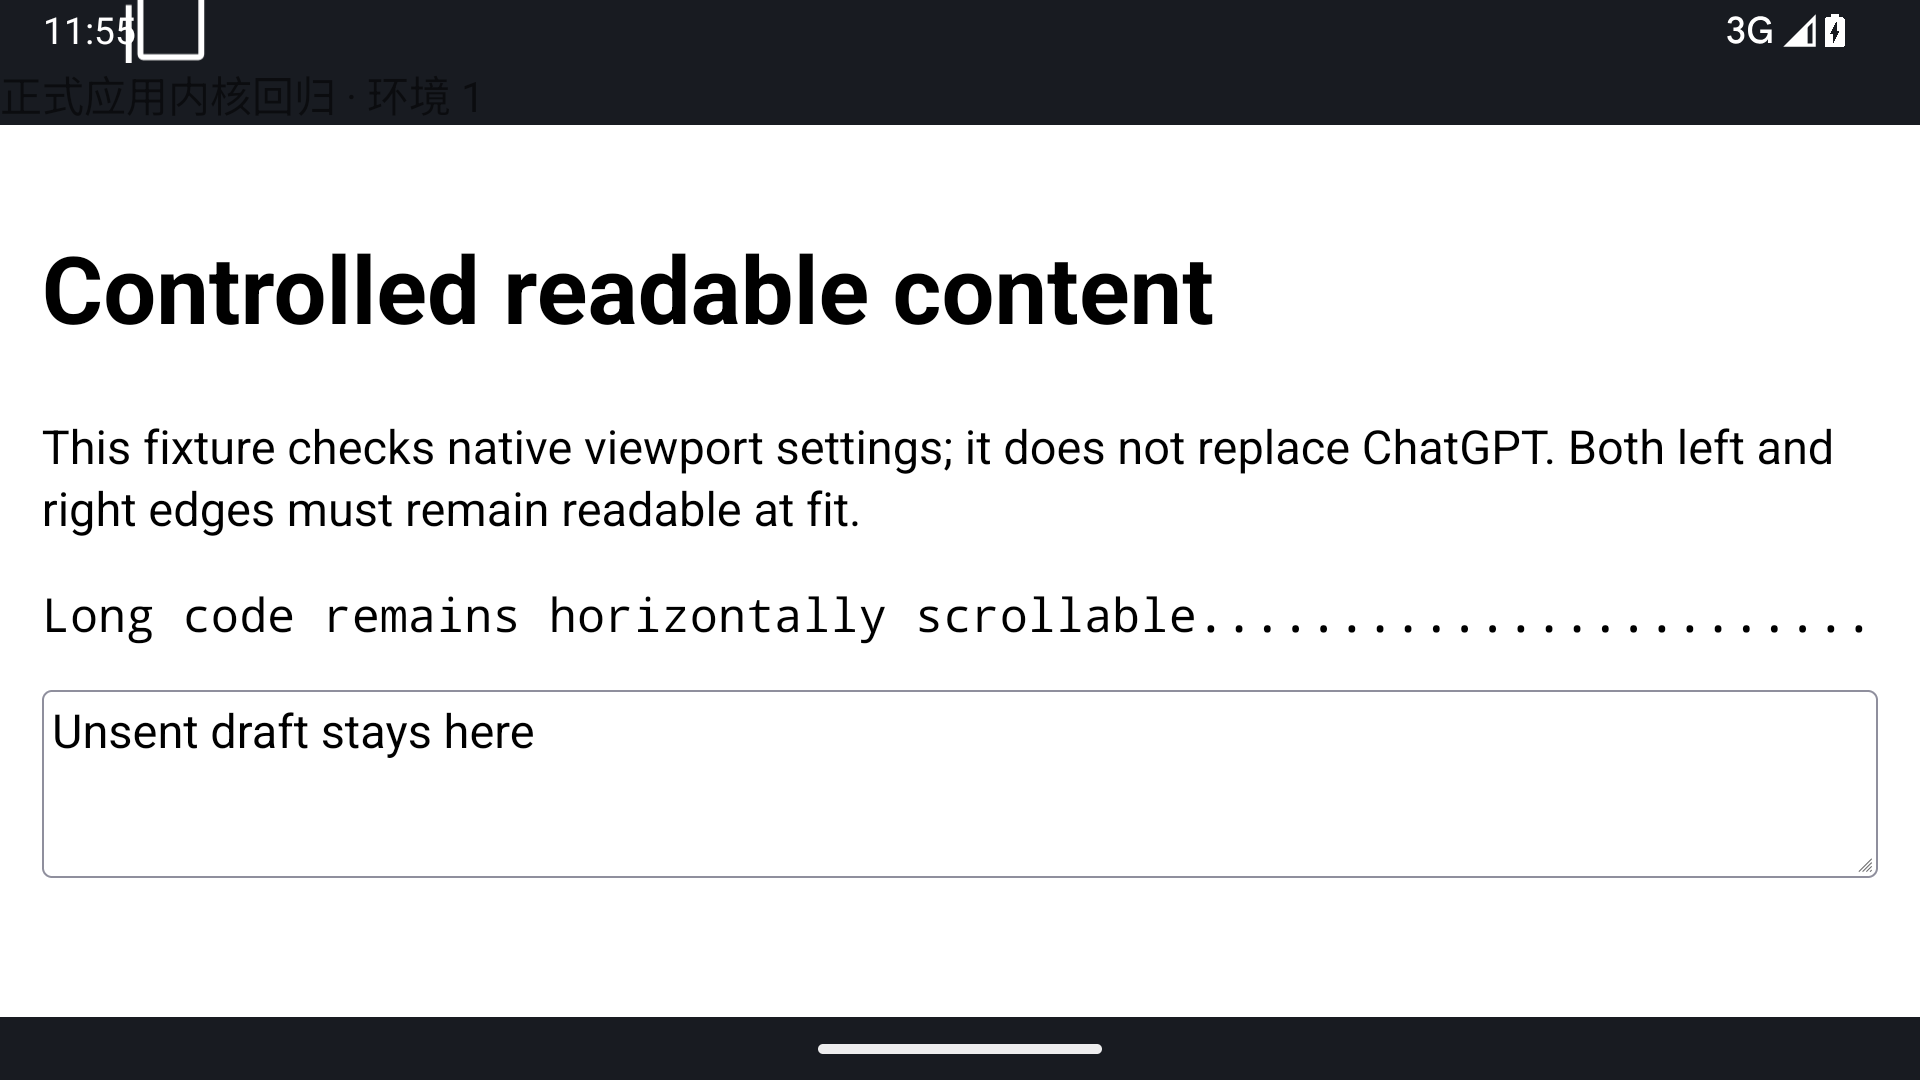 11:55
3G
正式应用内核回归 · 环境 1
Controlled readable content
This fixture checks native viewport settings; it does not replace ChatGPT. Both left and
right edges must remain readable at fit.
Long code remains horizontally scrollable........................
Unsent draft stays here